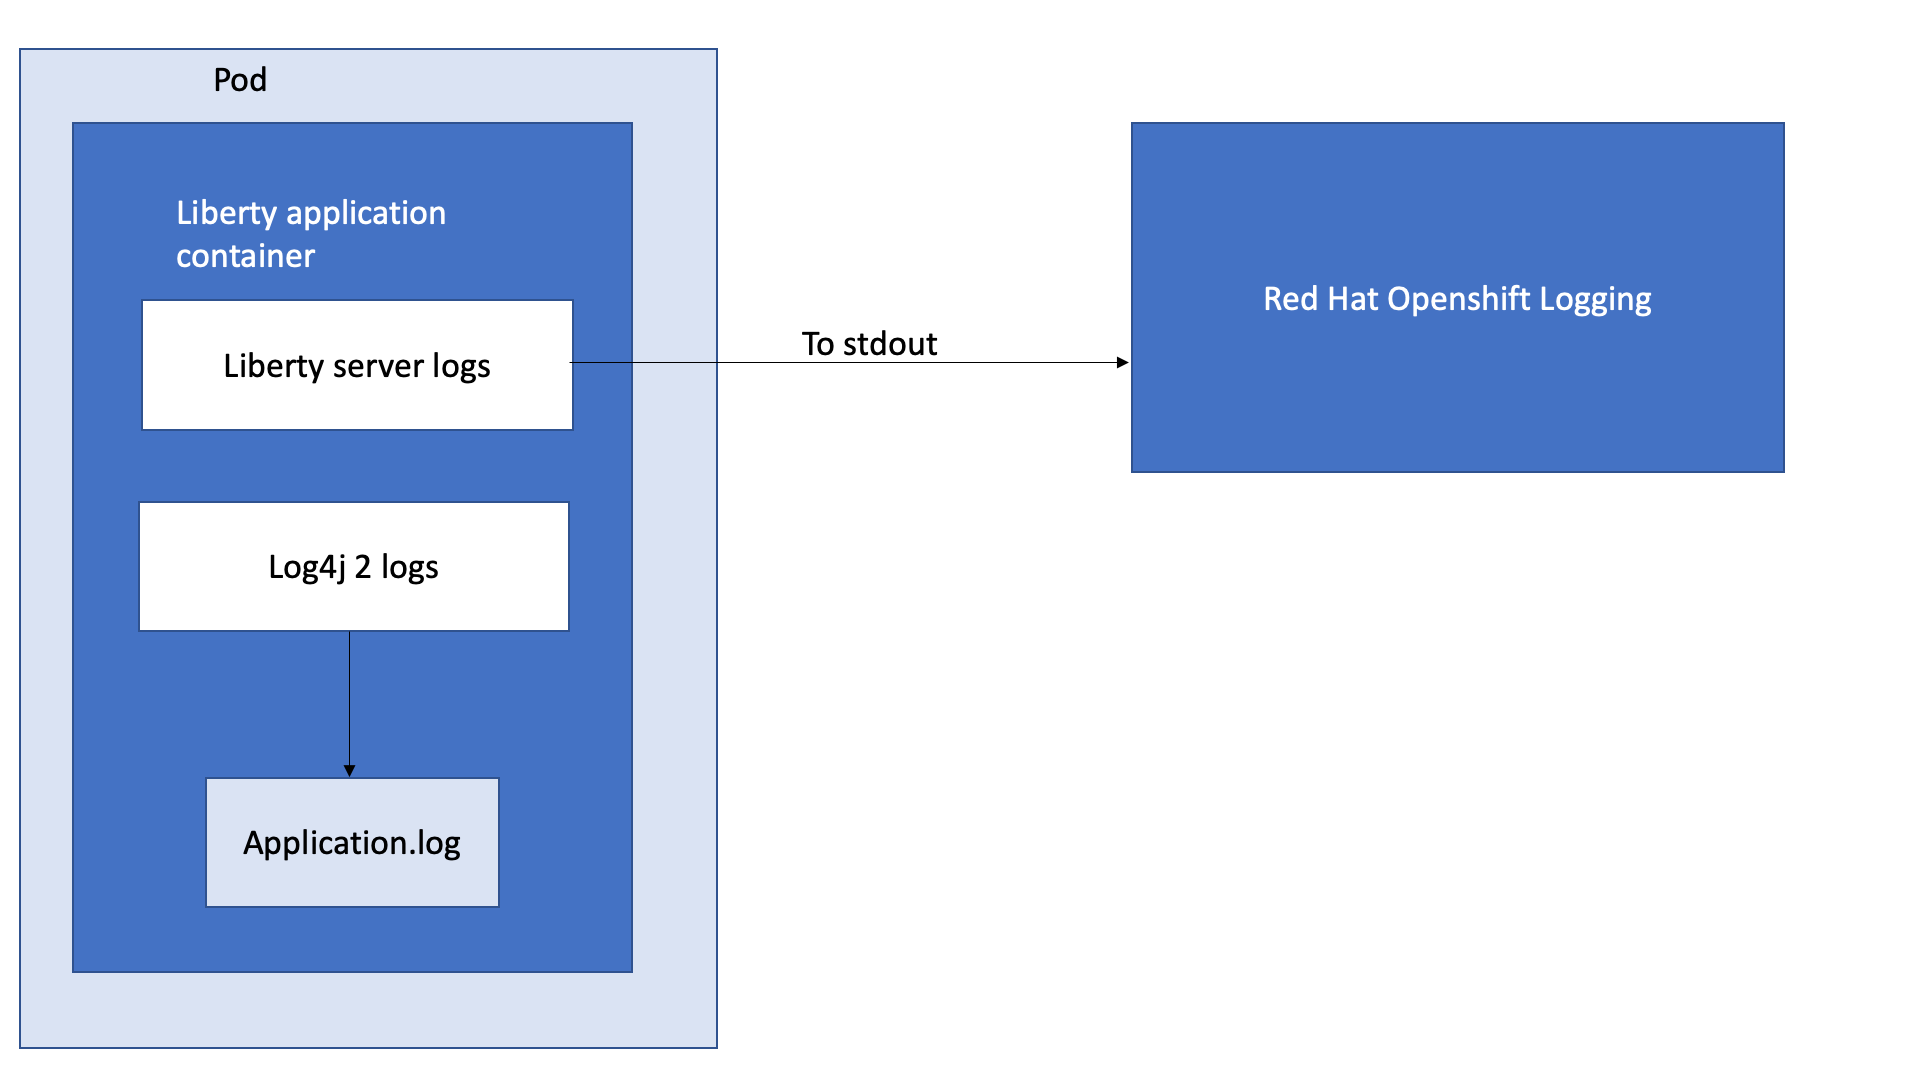 Pod
Liberty application
container
Liberty server logs
To stdout
Red Hat Openshift Logging
Log4j 2 logs
Application.log